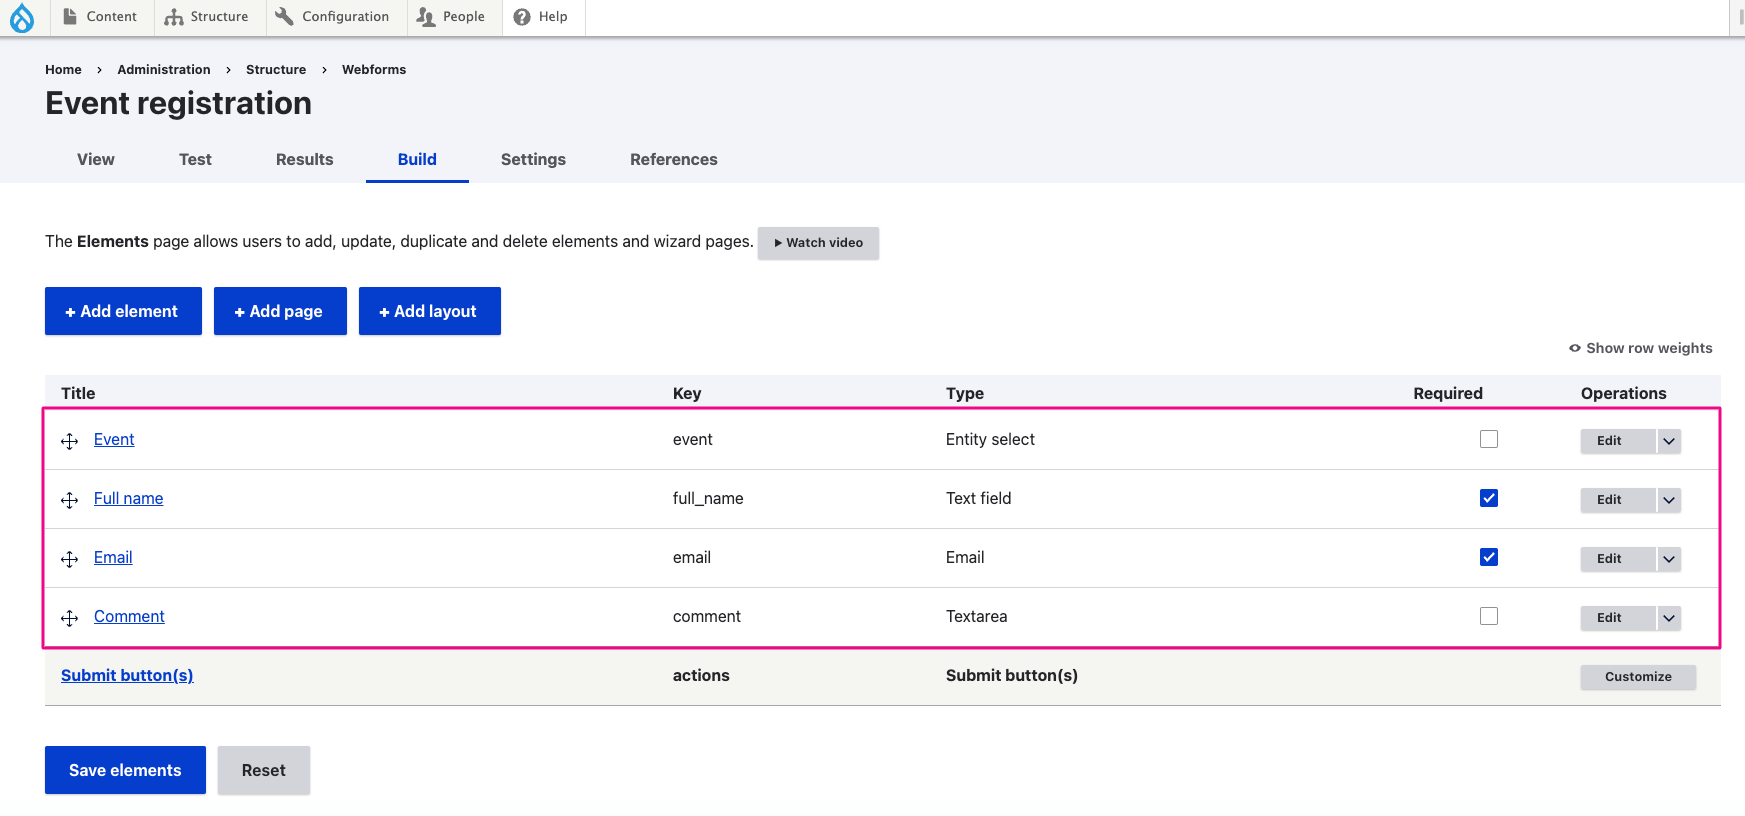 Content Structure Configuration People Help
Home › Administration › Structure › Webforms
Event registration
View Test Results Build Settings References
The Elements page allows users to add, update, duplicate and delete elements and wizard pages. Watch video
+ Add element + Add page + Add layout
Show row weights
Title Key Type Required Operations
Event event Entity select Edit
Full name full_name Text field Edit
Email email Email Edit
Comment comment Textarea Edit
Submit button(s) actions Submit button(s) Customize
Save elements Reset